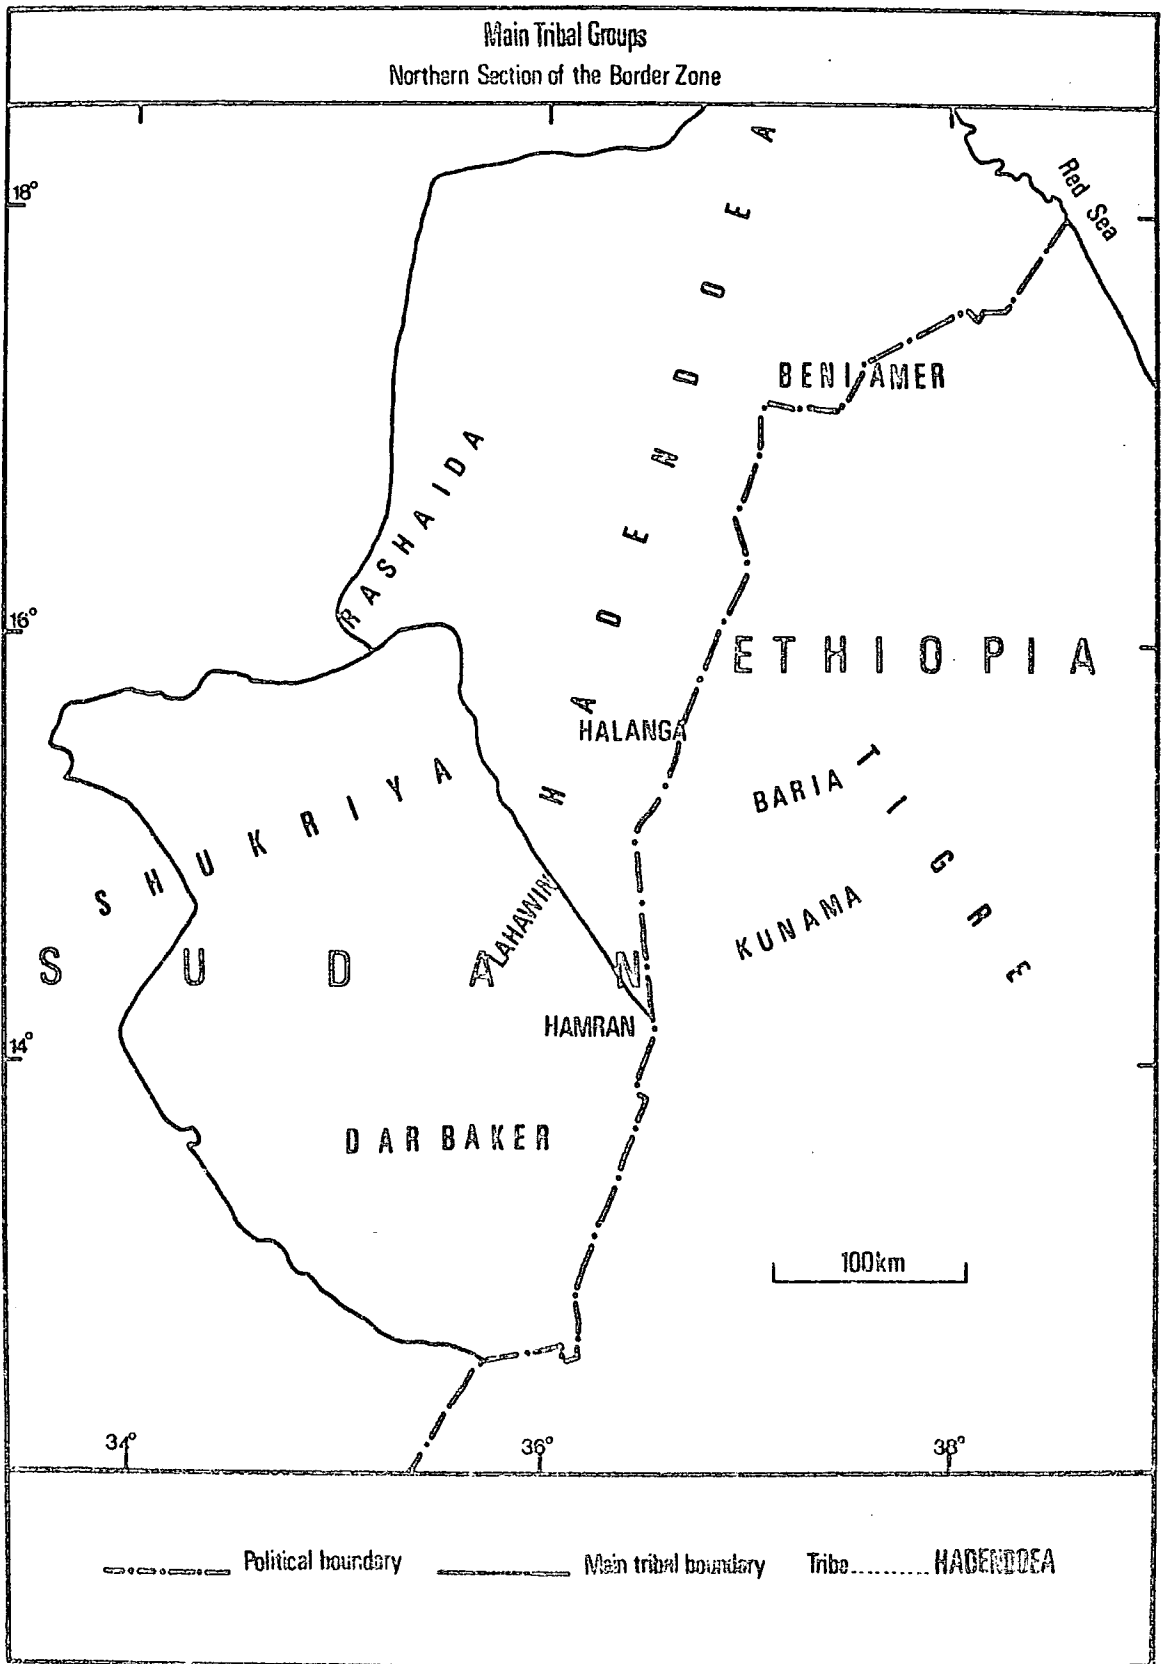 Main Tribal Groups
Northern Section of the Border Zone
18°
Red Sea
HADENDOEA
BENI AMER
RASHAIDA
16°
ETHIOPIA
HALANGA
TIGRE
BARIA
SHUKRIYA
LAHAWIN
KUNAMA
SUDAN
HAMRAN
14°
DAR BAKER
100km
34°
36°
38°
Political boundary
Main tribal boundary
Tribe.......... HADENDOEA